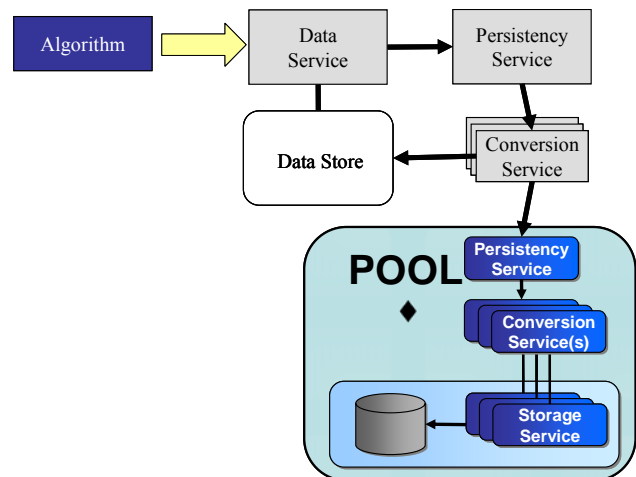 Algorithm
Data
Service
Persistency
Service
Data Store
Conversion
Service
POOL
Persistency
Service
Conversion
Service(s)
Storage
Service